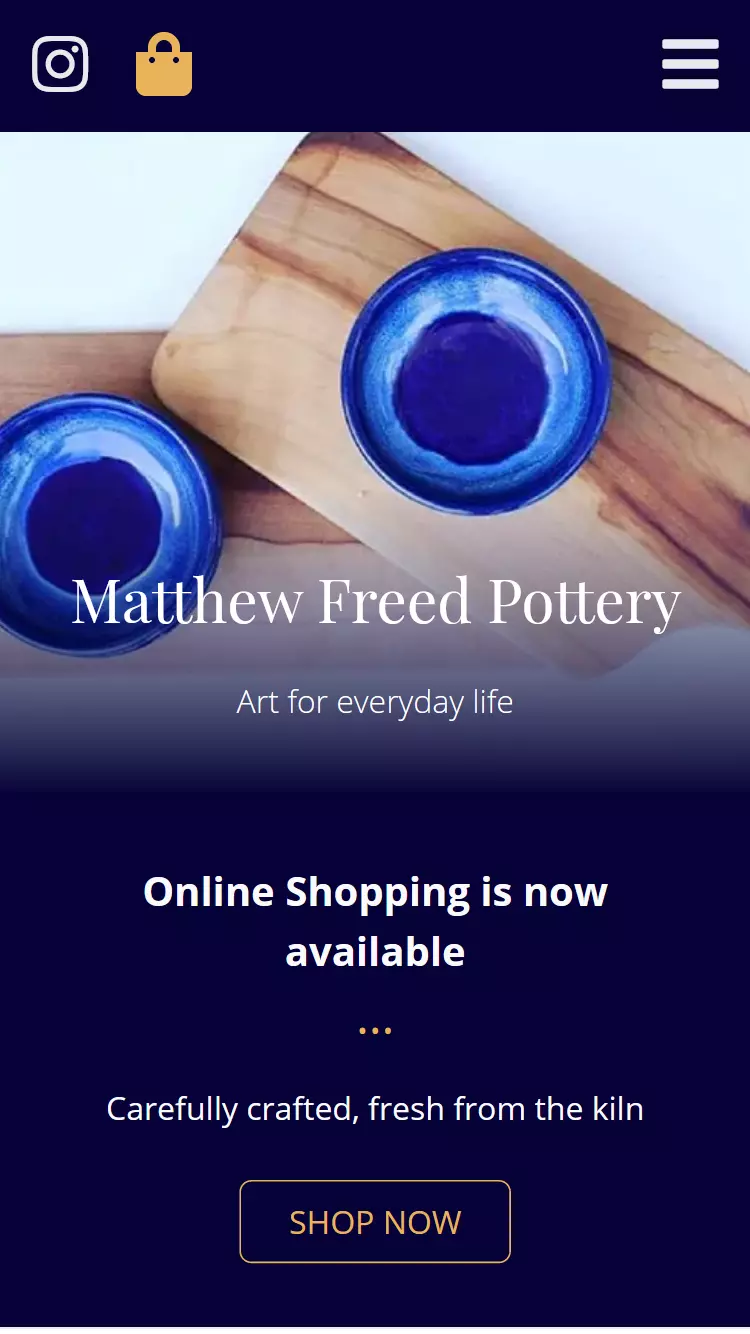 Matthew Freed Pottery
Art for everyday life
Online Shopping is now
available
...
Carefully crafted, fresh from the kiln
SHOP NOW